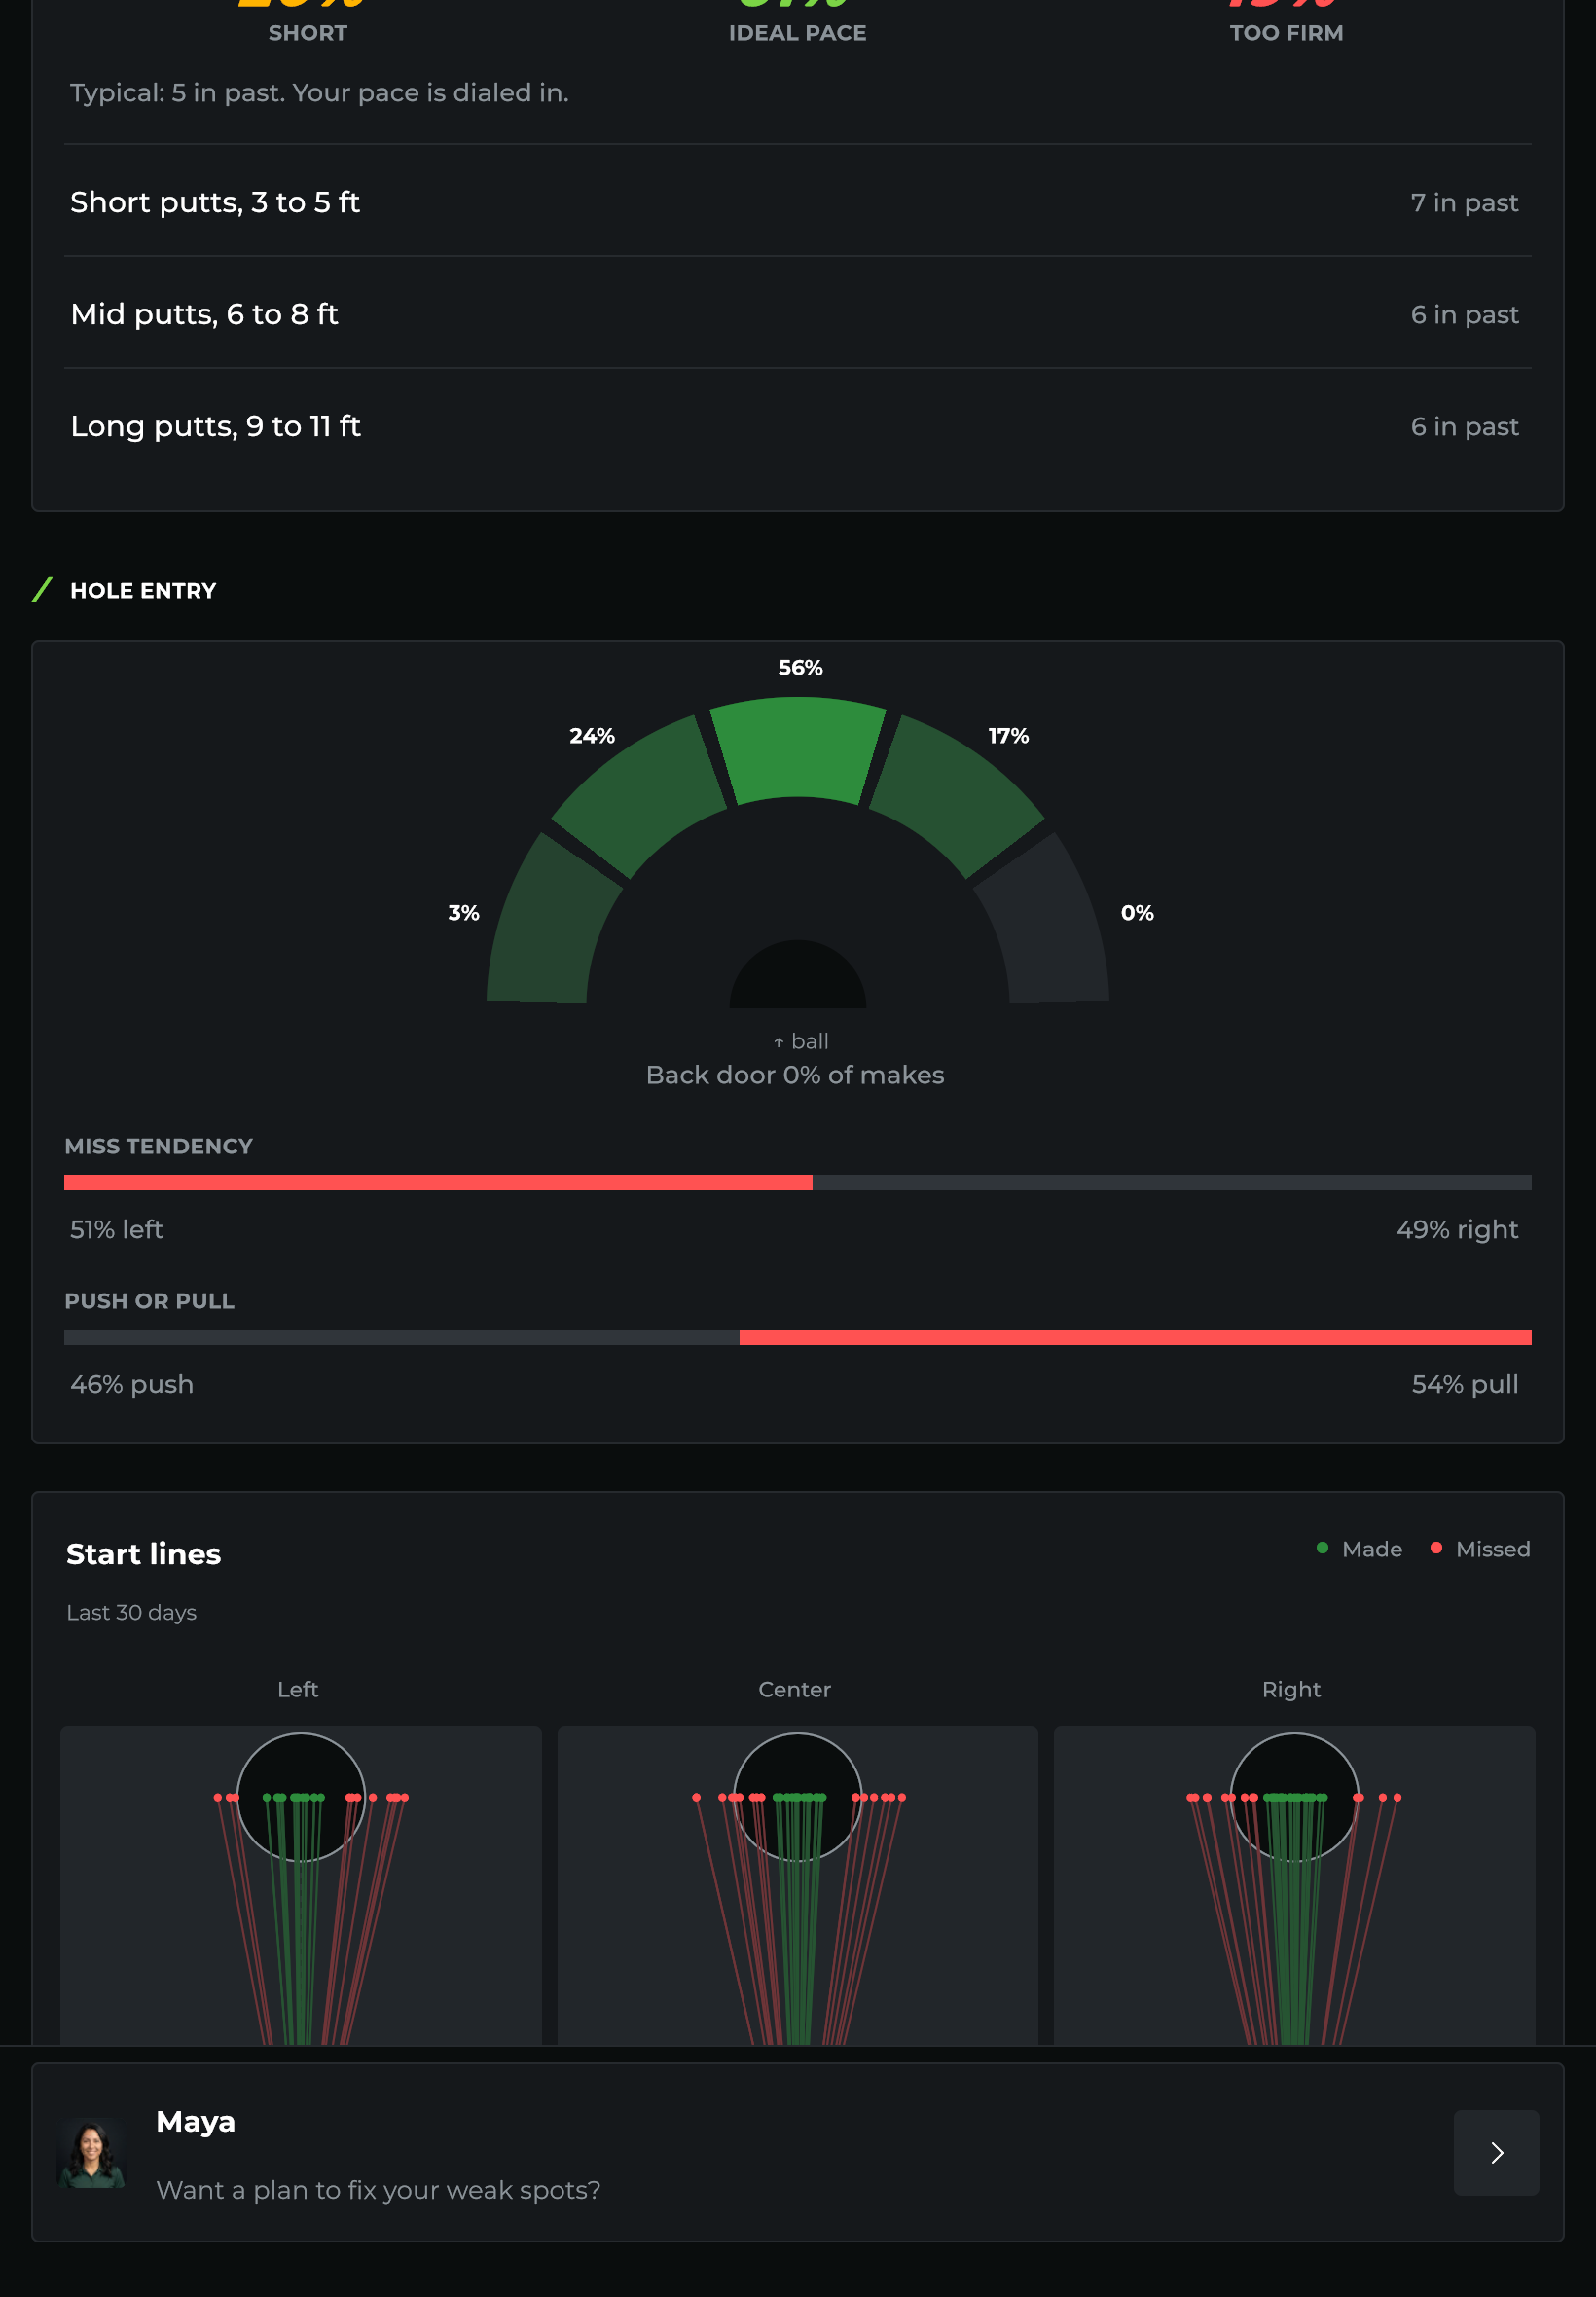 SHORT
IDEAL PACE
TOO FIRM
Typical: 5 in past. Your pace is dialed in.
Short putts, 3 to 5 ft
7 in past
Mid putts, 6 to 8 ft
6 in past
Long putts, 9 to 11 ft
6 in past
HOLE ENTRY
56%
24%
17%
3%
0%
↑ ball
Back door 0% of makes
MISS TENDENCY
51% left
49% right
PUSH OR PULL
46% push
54% pull
Start lines
Made
Missed
Last 30 days
Left
Center
Right
Maya
Want a plan to fix your weak spots?